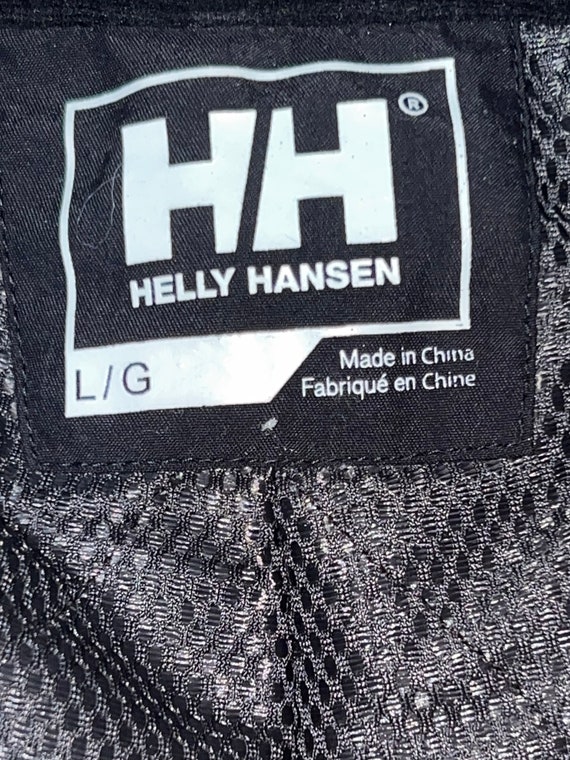 HH®
HELLY HANSEN
L/G
Made in China
Fabriqué en Chine